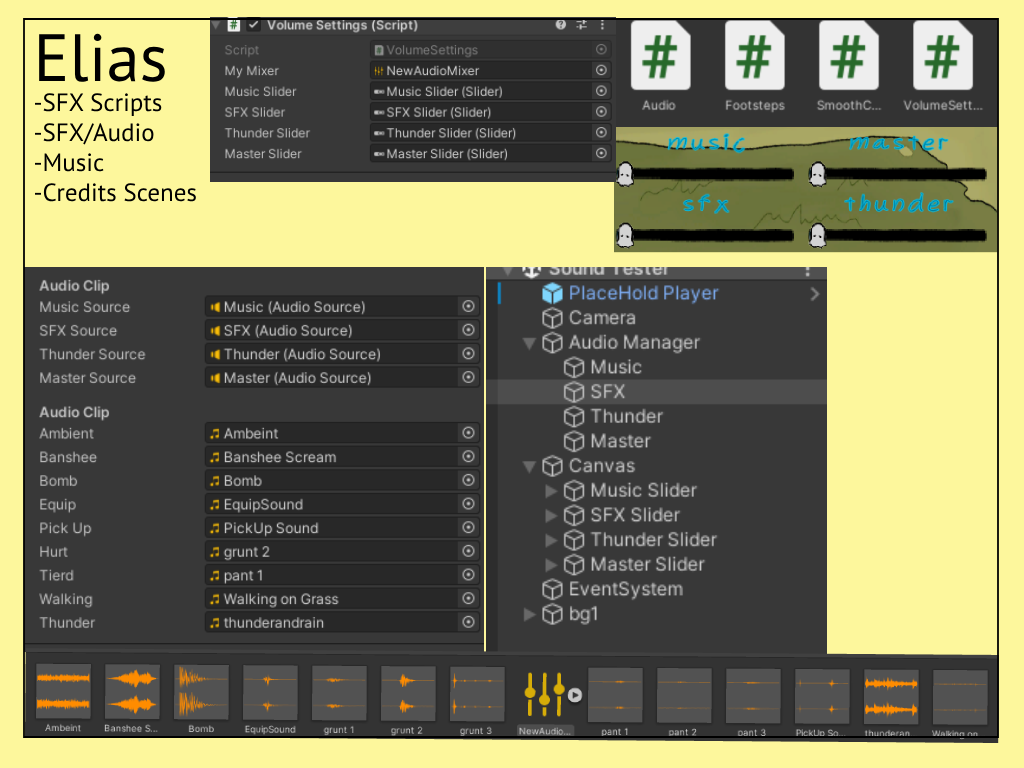 Elias
-SFX Scripts
-SFX/Audio
-Music
-Credits Scenes
Volume Settings (Script)
Script VolumeSettings
My Mixer NewAudioMixer
Music Slider Music Slider (Slider)
SFX Slider SFX Slider (Slider)
Thunder Slider Thunder Slider (Slider)
Master Slider Master Slider (Slider)
Audio Footsteps SmoothC... VolumeSett...
music master
sfx thunder
Audio Clip
Music Source Music (Audio Source)
SFX Source SFX (Audio Source)
Thunder Source Thunder (Audio Source)
Master Source Master (Audio Source)
Audio Clip
Ambient Ambeint
Banshee Banshee Scream
Bomb Bomb
Equip EquipSound
Pick Up PickUp Sound
Hurt grunt 2
Tierd pant 1
Walking Walking on Grass
Thunder thunderandrain
Sound Tester
PlaceHold Player
Camera
Audio Manager
Music
SFX
Thunder
Master
Canvas
Music Slider
SFX Slider
Thunder Slider
Master Slider
EventSystem
bg1
Ambeint Banshee S... Bomb EquipSound grunt 1 grunt 2 grunt 3 NewAudio... pant 1 pant 2 pant 3 PickUp So... thunderan... Walking on...